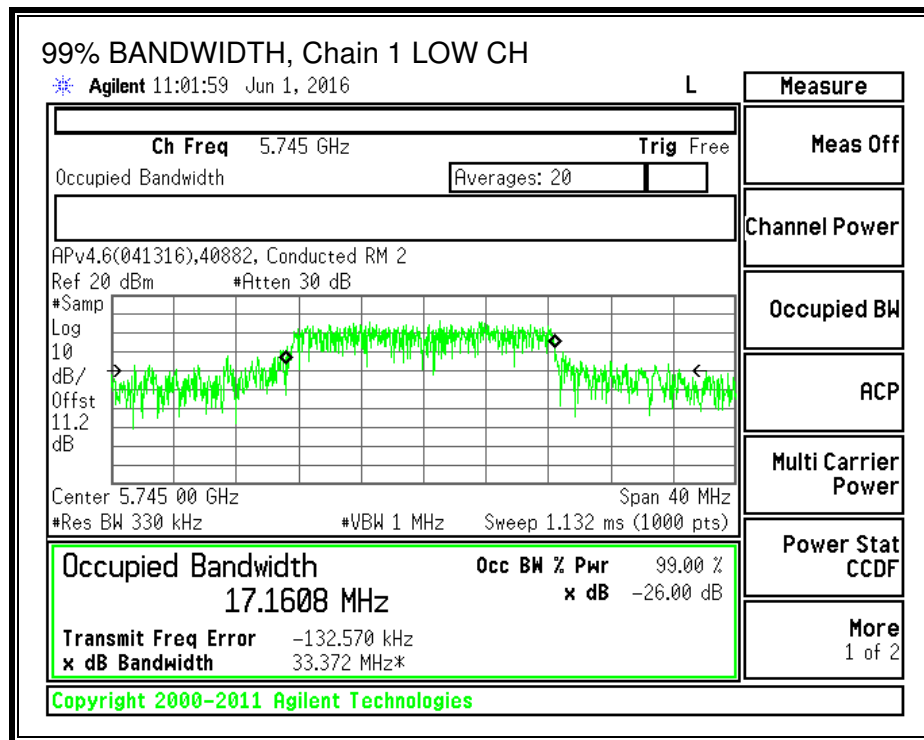 99% BANDWIDTH, Chain 1 LOW CH
Agilent 11:01:59 Jun 1, 2016 L
Measure
Ch Freq 5.745 GHz Trig Free
Occupied Bandwidth Averages: 20
Meas Off
Channel Power
APv4.6(041316),40882, Conducted RM 2
Ref 20 dBm #Atten 30 dB
#Samp
Log
10
dB/
Offst
11.2
dB
Occupied BW
ACP
Multi Carrier
Power
Center 5.745 00 GHz Span 40 MHz
#Res BW 330 kHz #VBW 1 MHz Sweep 1.132 ms (1000 pts)
Power Stat
CCDF
Occupied Bandwidth Occ BW % Pwr 99.00 %
17.1608 MHz x dB -26.00 dB
Transmit Freq Error -132.570 kHz
x dB Bandwidth 33.372 MHz*
More
1 of 2
Copyright 2000-2011 Agilent Technologies